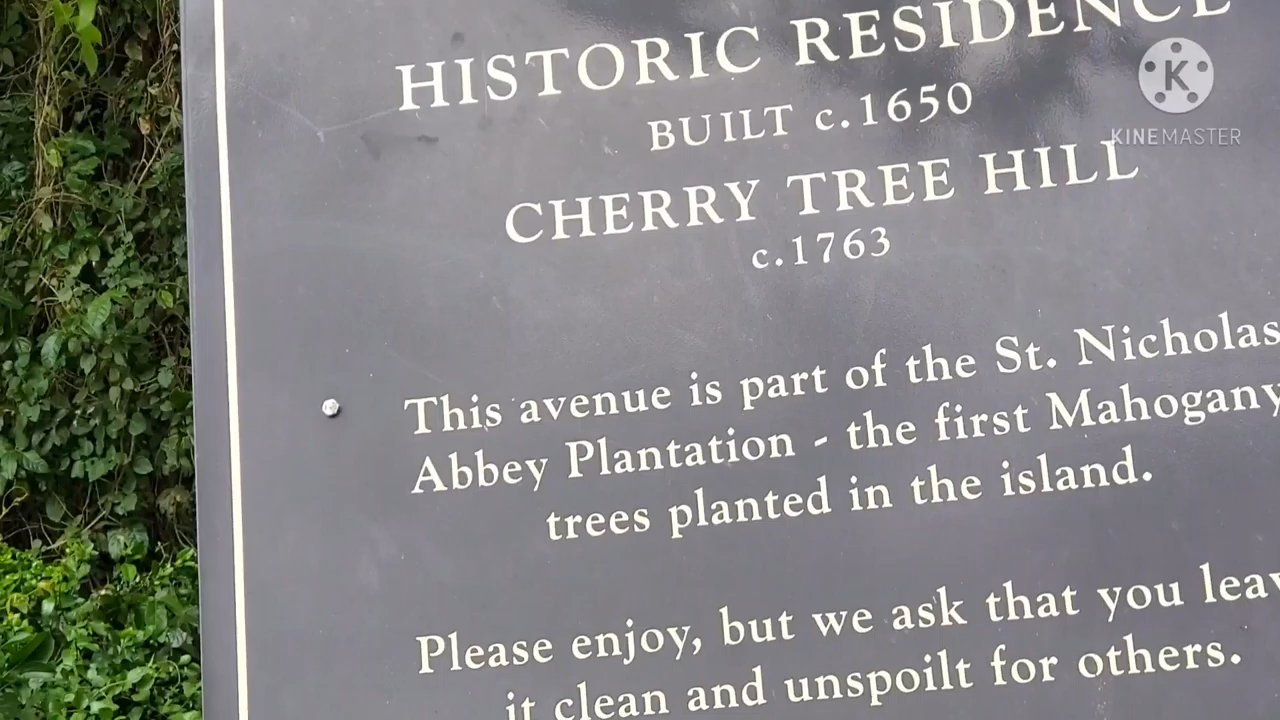 HISTORIC RESIDENCE
BUILT c.1650
K
KINEMASTER
CHERRY TREE HILL
c.1763
This avenue is part of the St. Nicholas
Abbey Plantation - the first Mahogany
trees planted in the island.
Please enjoy, but we ask that you leav
it clean and unspoilt for others.